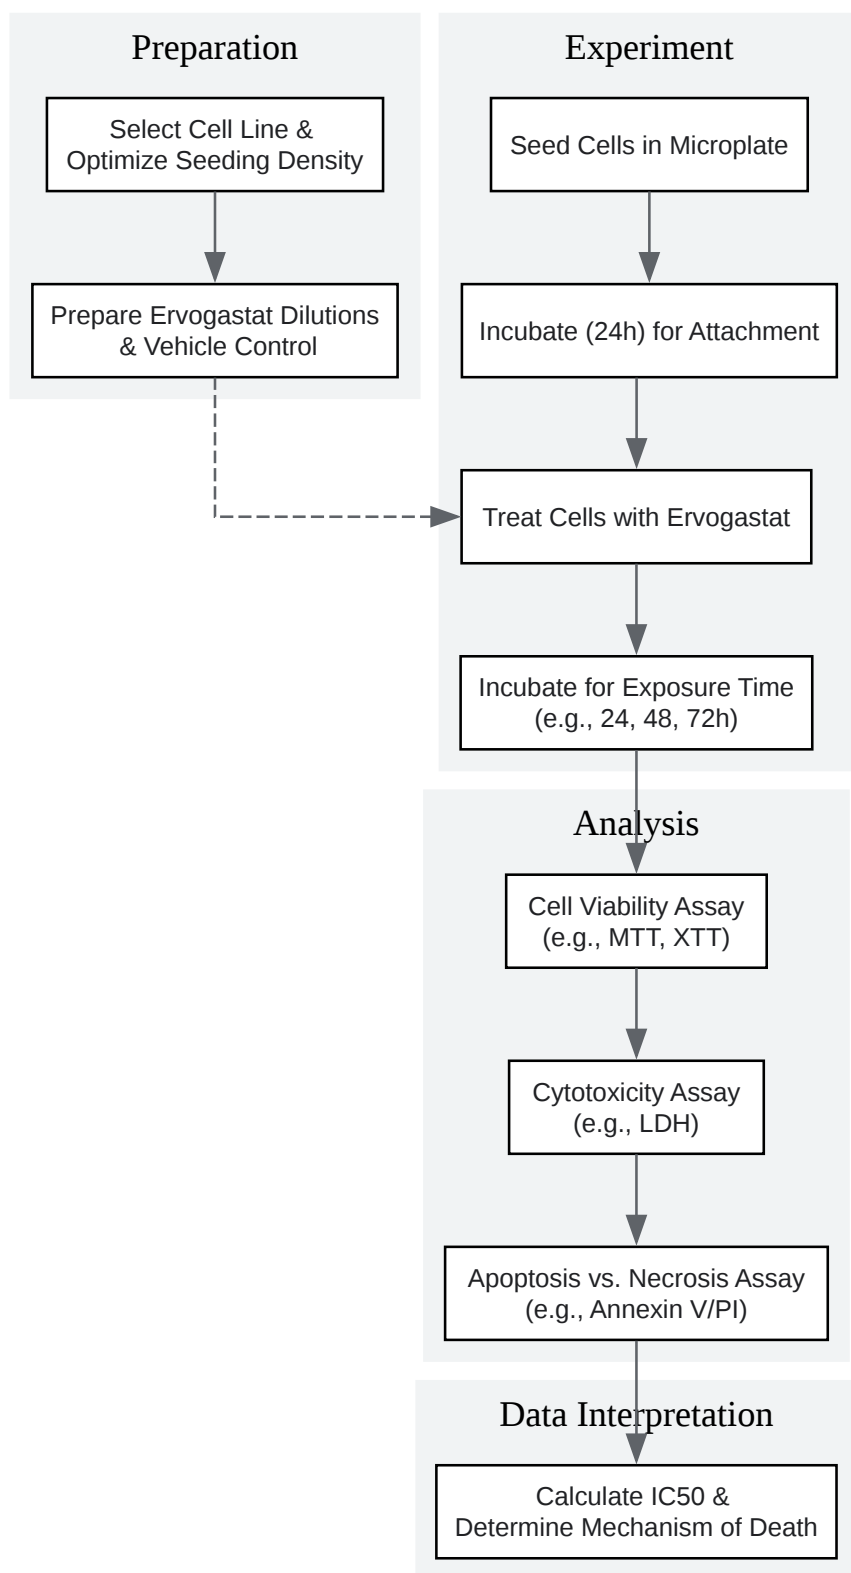 Preparation
Select Cell Line &
Optimize Seeding Density
Prepare Ervogastat Dilutions
& Vehicle Control
Experiment
Seed Cells in Microplate
Incubate (24h) for Attachment
Treat Cells with Ervogastat
Incubate for Exposure Time
(e.g., 24, 48, 72h)
Analysis
Cell Viability Assay
(e.g., MTT, XTT)
Cytotoxicity Assay
(e.g., LDH)
Apoptosis vs. Necrosis Assay
(e.g., Annexin V/PI)
Data Interpretation
Calculate IC50 &
Determine Mechanism of Death